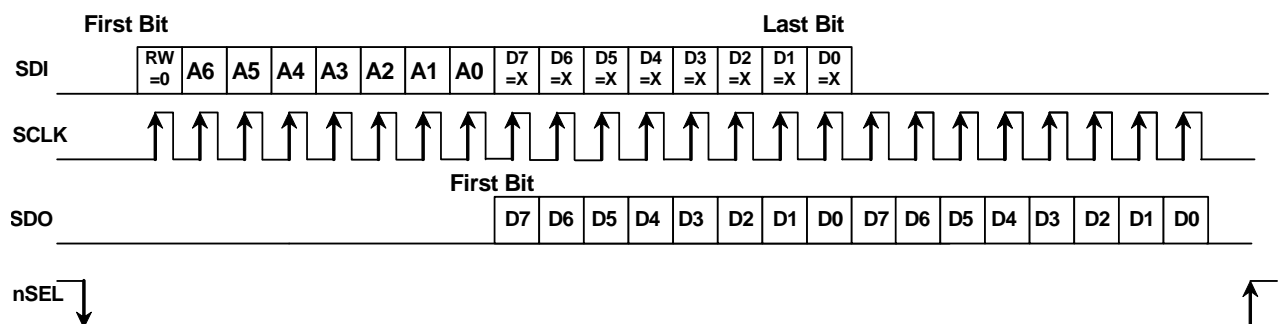 First Bit Last Bit
SDI RW =0 A6 A5 A4 A3 A2 A1 A0 D7 =X D6 =X D5 =X D4 =X D3 =X D2 =X D1 =X D0 =X
SCLK
First Bit
SDO D7 D6 D5 D4 D3 D2 D1 D0 D7 D6 D5 D4 D3 D2 D1 D0
nSEL